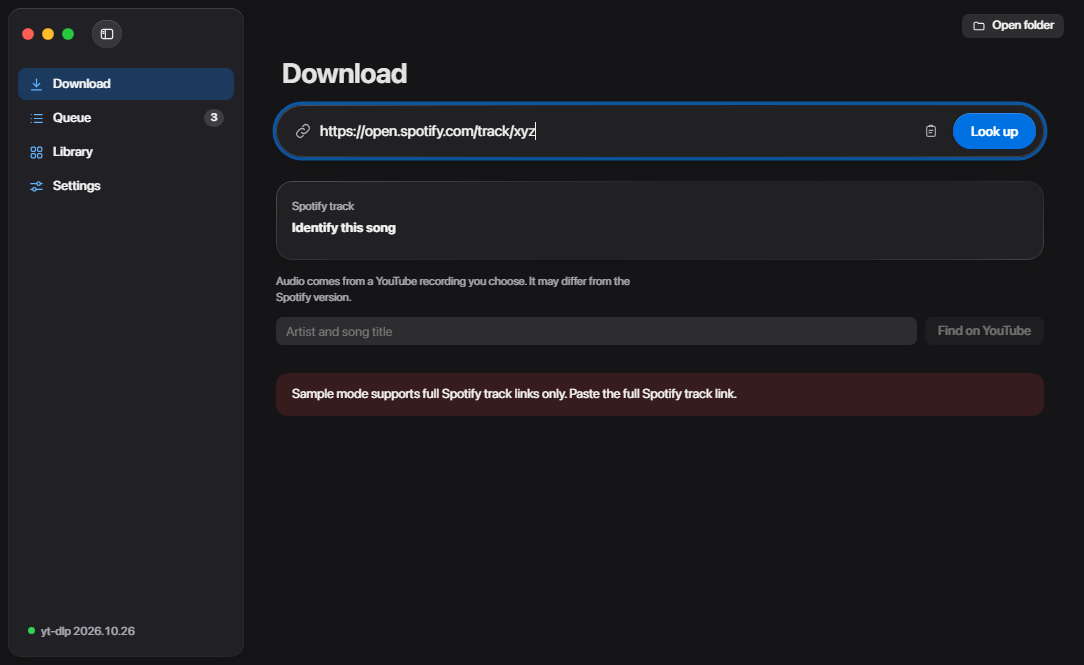 Open folder
Download
Queue
3
Library
Settings
Download
https://open.spotify.com/track/xyz
Look up
Spotify track
Identify this song
Audio comes from a YouTube recording you choose. It may differ from the
Spotify version.
Artist and song title
Find on YouTube
Sample mode supports full Spotify track links only. Paste the full Spotify track link.
yt-dlp 2026.10.26